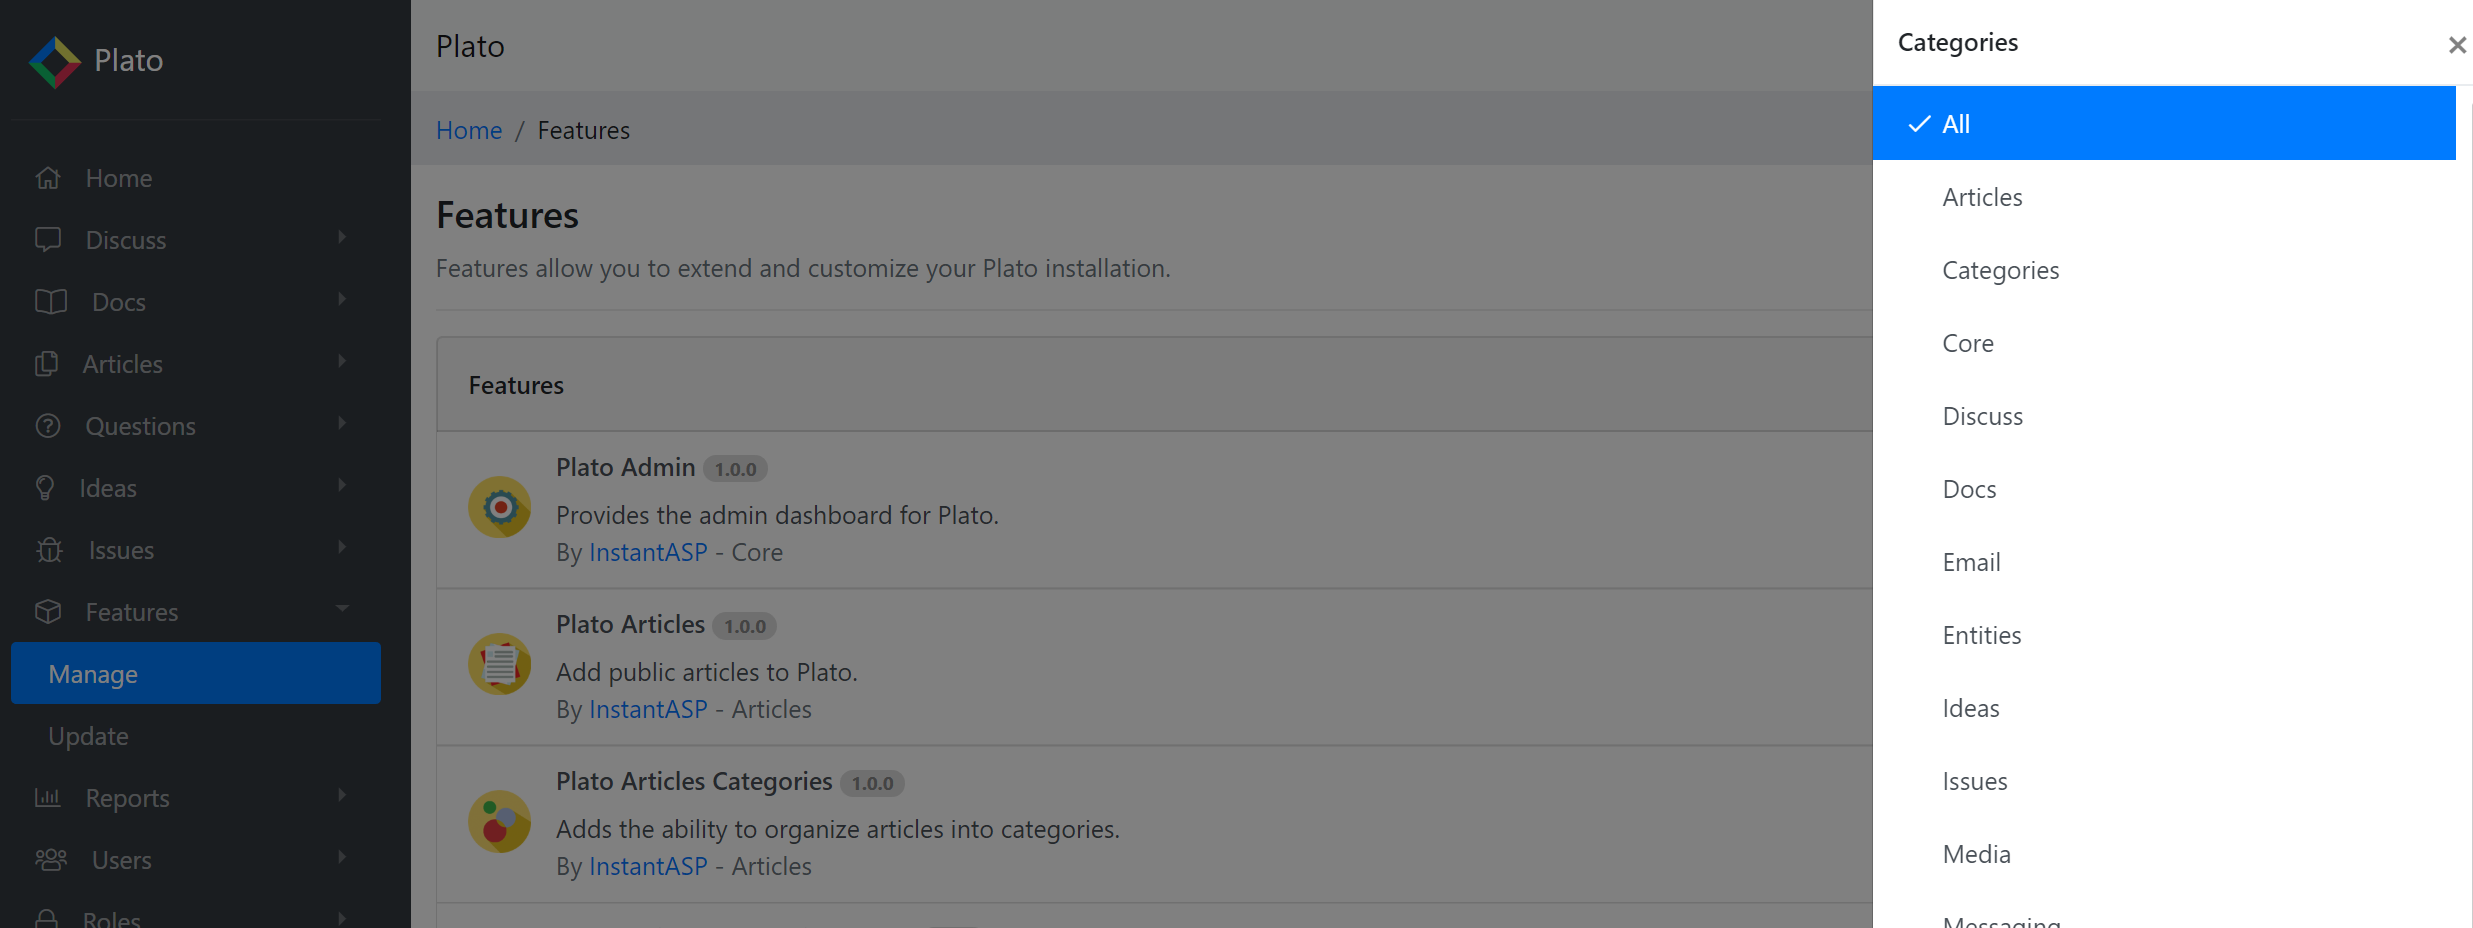 Plato
Home
Discuss
Docs
Articles
Questions
Ideas
Issues
Features
Manage
Update
Reports
Users
Roles
Plato
Home / Features
Features
Features allow you to extend and customize your Plato installation.
Features
Plato Admin 1.0.0
Provides the admin dashboard for Plato.
By InstantASP - Core
Plato Articles 1.0.0
Add public articles to Plato.
By InstantASP - Articles
Plato Articles Categories 1.0.0
Adds the ability to organize articles into categories.
By InstantASP - Articles
Categories
All
Articles
Categories
Core
Discuss
Docs
Email
Entities
Ideas
Issues
Media
Messaging